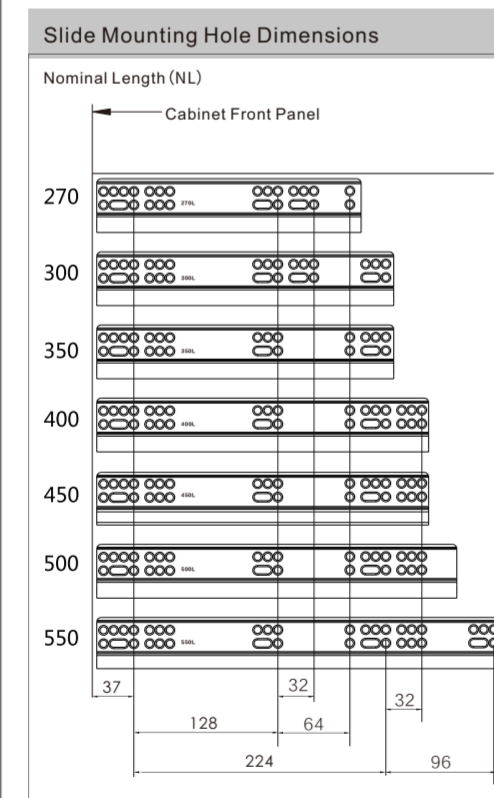 Slide Mounting Hole Dimensions
Nominal Length (NL)
Cabinet Front Panel
270
270L
300
300L
350
350L
400
400L
450
450L
500
500L
550
550L
37
32
32
128
64
224
96